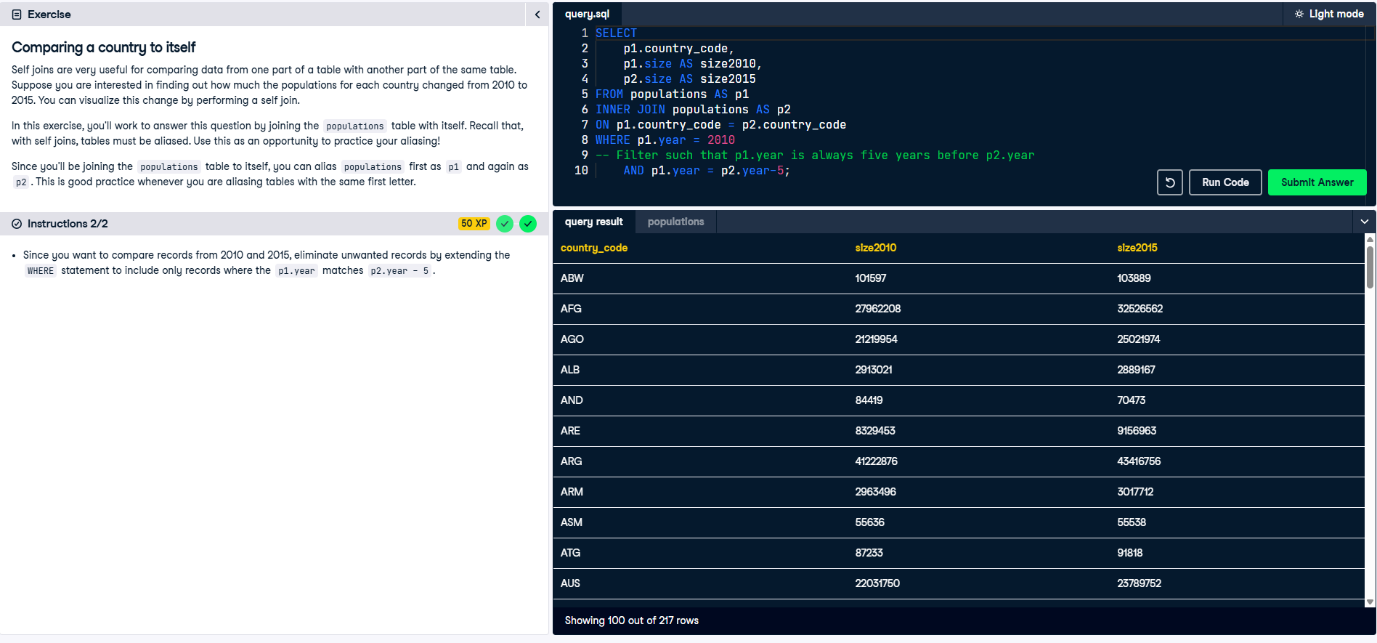 Exercise
Comparing a country to itself
Self joins are very useful for comparing data from one part of a table with another part of the same table.
Suppose you are interested in finding out how much the populations for each country changed from 2010 to
2015. You can visualize this change by performing a self join.
In this exercise, you'll work to answer this question by joining the populations table with itself. Recall that,
with self joins, tables must be aliased. Use this as an opportunity to practice your aliasing!
Since you'll be joining the populations table to itself, you can alias populations first as p1 and again as
p2. This is good practice whenever you are aliasing tables with the same first letter.
Instructions 2/2
50 XP
Since you want to compare records from 2010 and 2015, eliminate unwanted records by extending the
WHERE statement to include only records where the p1.year matches p2.year - 5.
query.sql
Light mode
1 SELECT
2 p1.country_code,
3 p1.size AS size2010,
4 p2.size AS size2015
5 FROM populations AS p1
6 INNER JOIN populations AS p2
7 ON p1.country_code = p2.country_code
8 WHERE p1.year = 2010
9 -- Filter such that p1.year is always five years before p2.year
10 AND p1.year = p2.year-5;
Run Code
Submit Answer
query result
populations
country_code size2010 size2015
ABW 101597 103889
AFG 27962208 32526562
AGO 21219954 25021974
ALB 2913021 2889167
AND 84419 70473
ARE 8329453 9156963
ARG 41222876 43416756
ARM 2963496 3017712
ASM 55636 55538
ATG 87233 91818
AUS 22031750 23789752
Showing 100 out of 217 rows